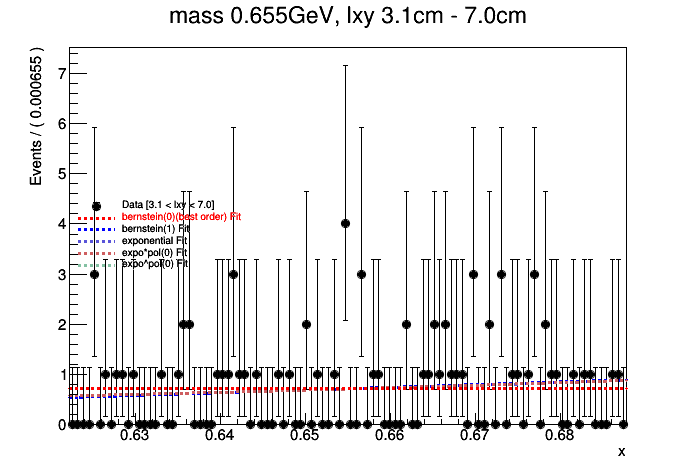 mass 0.655GeV, lxy 3.1cm - 7.0cm
Events / ( 0.000655 )
7
6
5
4
3
2
1
0
Data [3.1 < lxy < 7.0]
bernstein(0)(best order) Fit
bernstein(1) Fit
exponential Fit
expo*pol(0) Fit
expo^pol(0) Fit
0.63 0.64 0.65 0.66 0.67 0.68
x